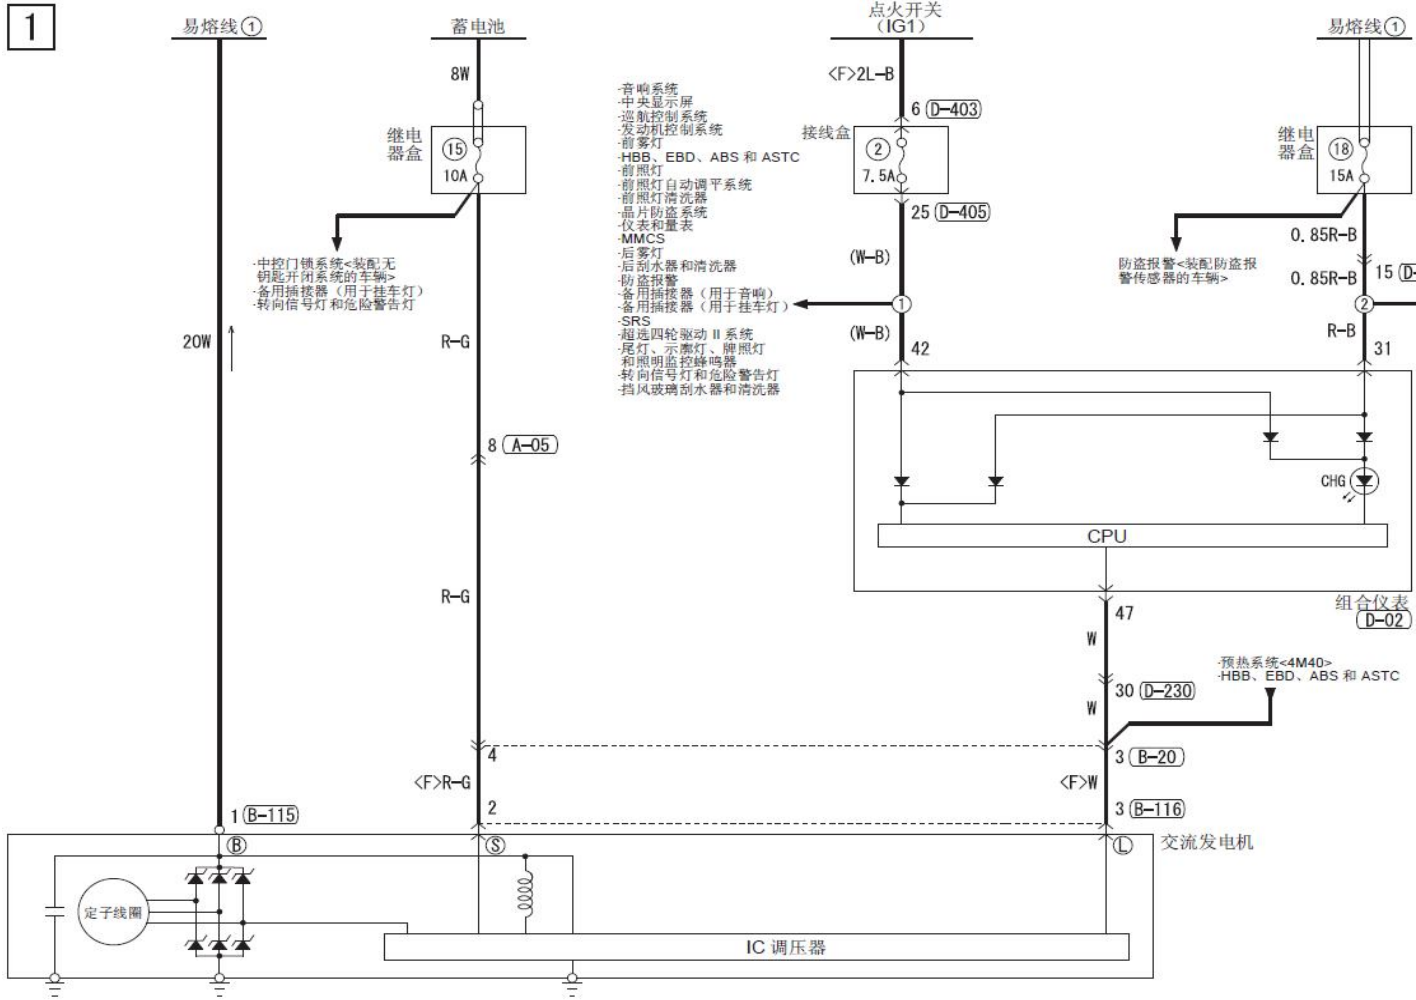 1
易熔线①
蓄电池
点火开关
（IG1）
易熔线①
8W
<F>2L-B
6 (D-403)
继电
器盒
⑮
10A
接线盒
②
7.5A
继电
器盒
⑱
15A
25 (D-405)
·音响系统
·中央显示屏
·巡航控制系统
·发动机控制系统
·前雾灯
·HBB、EBD、ABS 和 ASTC
·前照灯
·前照灯自动调平系统
·前照灯清洗器
·晶片防盗系统
·仪表和量表
·MMCS
·后雾灯
·后刮水器和清洗器
·防盗报警
·备用插接器（用于音响）
·备用插接器（用于挂车灯）
·SRS
·超选四轮驱动 II 系统
·尾灯、示廓灯、牌照灯
和照明监控蜂鸣器
·转向信号灯和危险警告灯
·挡风玻璃刮水器和清洗器
·中控门锁系统<装配无
钥匙开闭系统的车辆>
·备用插接器（用于挂车灯）
·转向信号灯和危险警告灯
(W-B)
0.85R-B
防盗报警<装配防盗报
警传感器的车辆>
0.85R-B
15 (D-
①
②
20W
R-G
(W-B)
42
R-B
31
8 (A-05)
CHG
CPU
R-G
47
组合仪表
(D-02)
W
·预热系统<4M40>
·HBB、EBD、ABS 和 ASTC
30 (D-230)
W
4
3 (B-20)
<F>R-G
<F>W
1 (B-115)
2
3 (B-116)
Ⓑ
Ⓢ
Ⓛ
交流发电机
定子线圈
IC 调压器